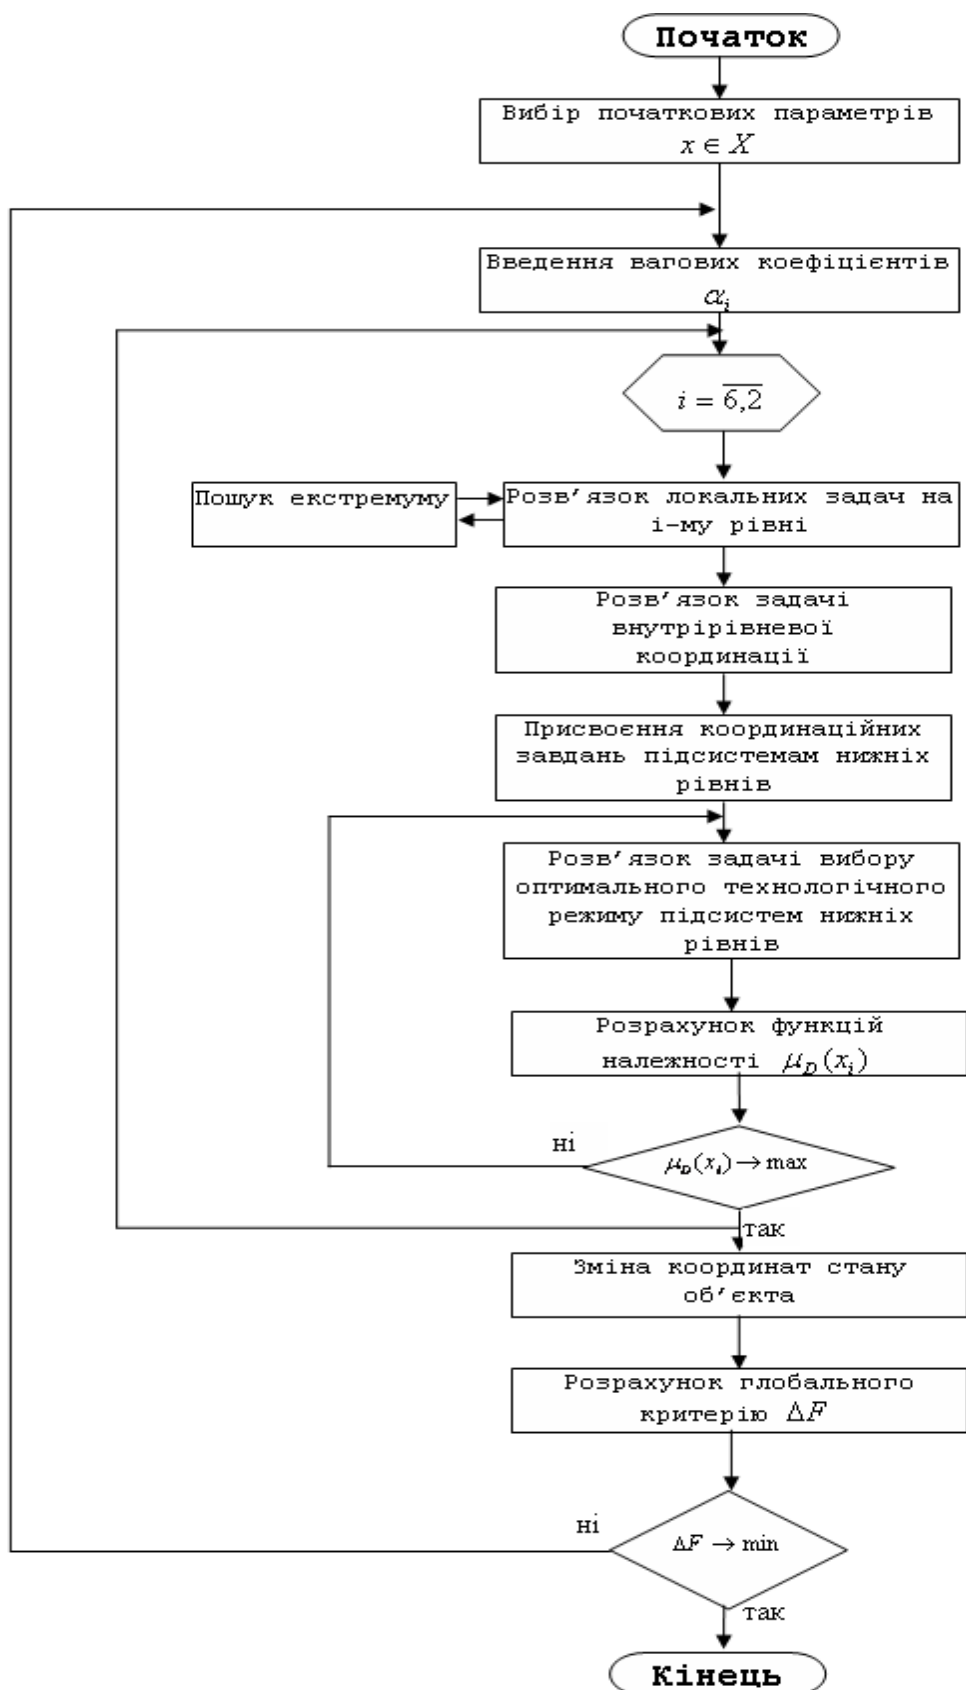 Початок
Вибір початкових параметрів
x ∈ X
Введення вагових коефіцієнтів
αᵢ
i = \overline{6,2}
Пошук екстремуму
Розв'язок локальних задач на
і-му рівні
Розв'язок задачі
внутрірівневої
координації
Присвоєння координаційних
завдань підсистемам нижніх
рівнів
Розв'язок задачі вибору
оптимального технологічного
режиму підсистем нижніх
рівнів
Розрахунок функцій
належності μ_D(xᵢ)
ні
μ_D(xᵢ) → max
так
Зміна координат стану
об'єкта
Розрахунок глобального
критерію ΔF
ні
ΔF → min
так
Кінець